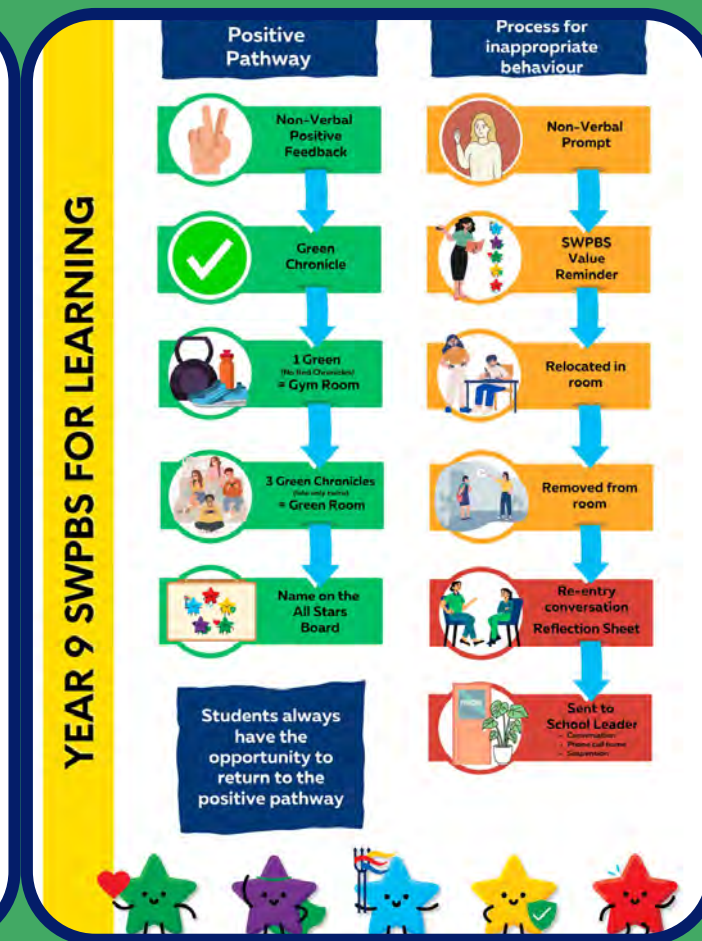 YEAR 9 SWPBS FOR LEARNING
Positive
Pathway
Non-Verbal
Positive
Feedback
Green
Chronicle
1 Green
(No Red Chronicles)
= Gym Room
3 Green Chronicles
= Green Room
Name on the
All Stars
Board
Students always
have the
opportunity to
return to the
positive pathway
Process for
inappropriate
behaviour
Non-Verbal
Prompt
SWPBS
Value
Reminder
Relocated in
room
Removed from
room
Re-entry
conversation
Reflection Sheet
Sent to
School Leader
- Conversation
- Phone call home
- Suspension